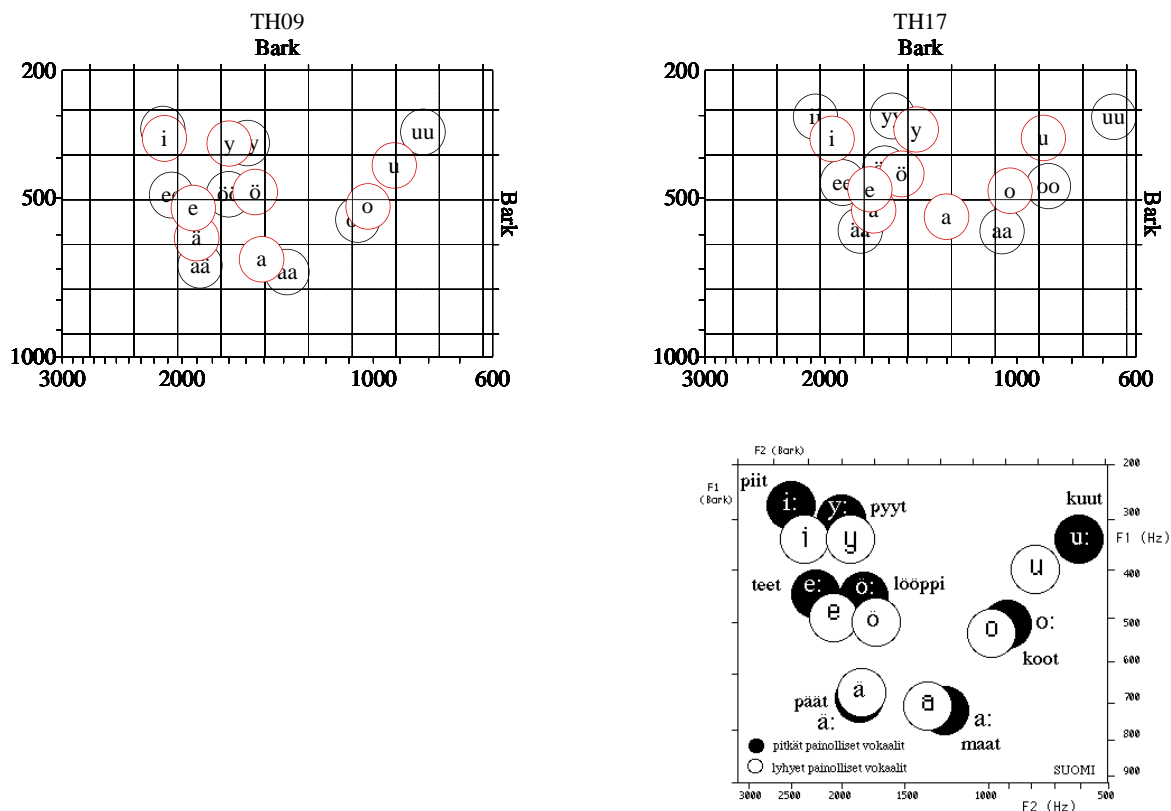 TH09
Bark
200
500
1000
3000
2000
1000
600
Bark
i
y
y
uu
u
e
öö
ö
e
o
ä
ää
a
aa
TH17
Bark
200
500
1000
3000
2000
1000
600
Bark
i
yy
y
u
uu
ee
e
ö
o
oo
a
ää
aa
F2 (Bark)
F1
(Bark)
piit
i:
y:
pyyt
kuut
u:
i
y
u
teet
e:
ö:
lööppi
e
ö
o
o:
koot
päät
ä:
ä
a
a:
maat
200
300
F1 (Hz)
400
500
600
700
800
900
pitkät painolliset vokaalit
lyhyet painolliset vokaalit
SUOMI
3000
2500
2000
1500
1000
500
F2 (Hz)